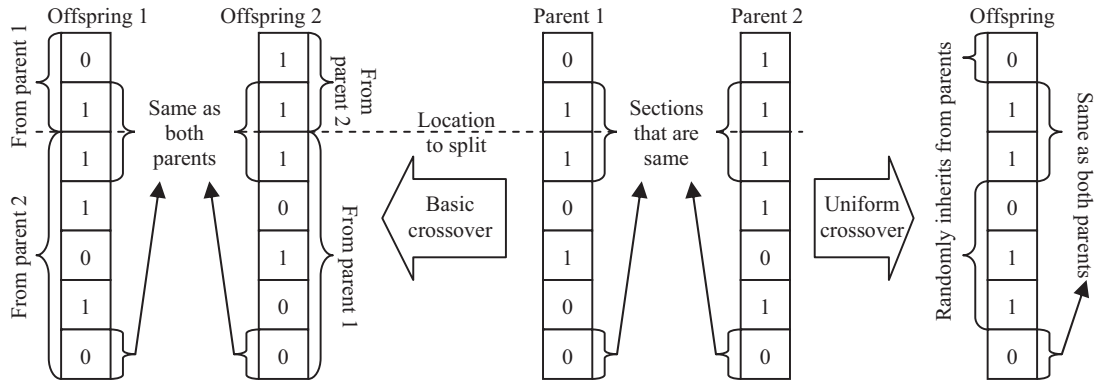 Offspring 1
Offspring 2
Parent 1
Parent 2
Offspring
From parent 1
From parent 2
0
1
1
1
0
1
0
Same as
both
parents
1
1
1
0
1
0
0
From
parent 2
From parent 1
Location
to split
Basic
crossover
0
1
1
0
1
0
0
Sections
that are
same
1
1
1
1
0
1
0
Uniform
crossover
Randomly inherits from parents
0
1
1
0
1
1
0
Same as both parents